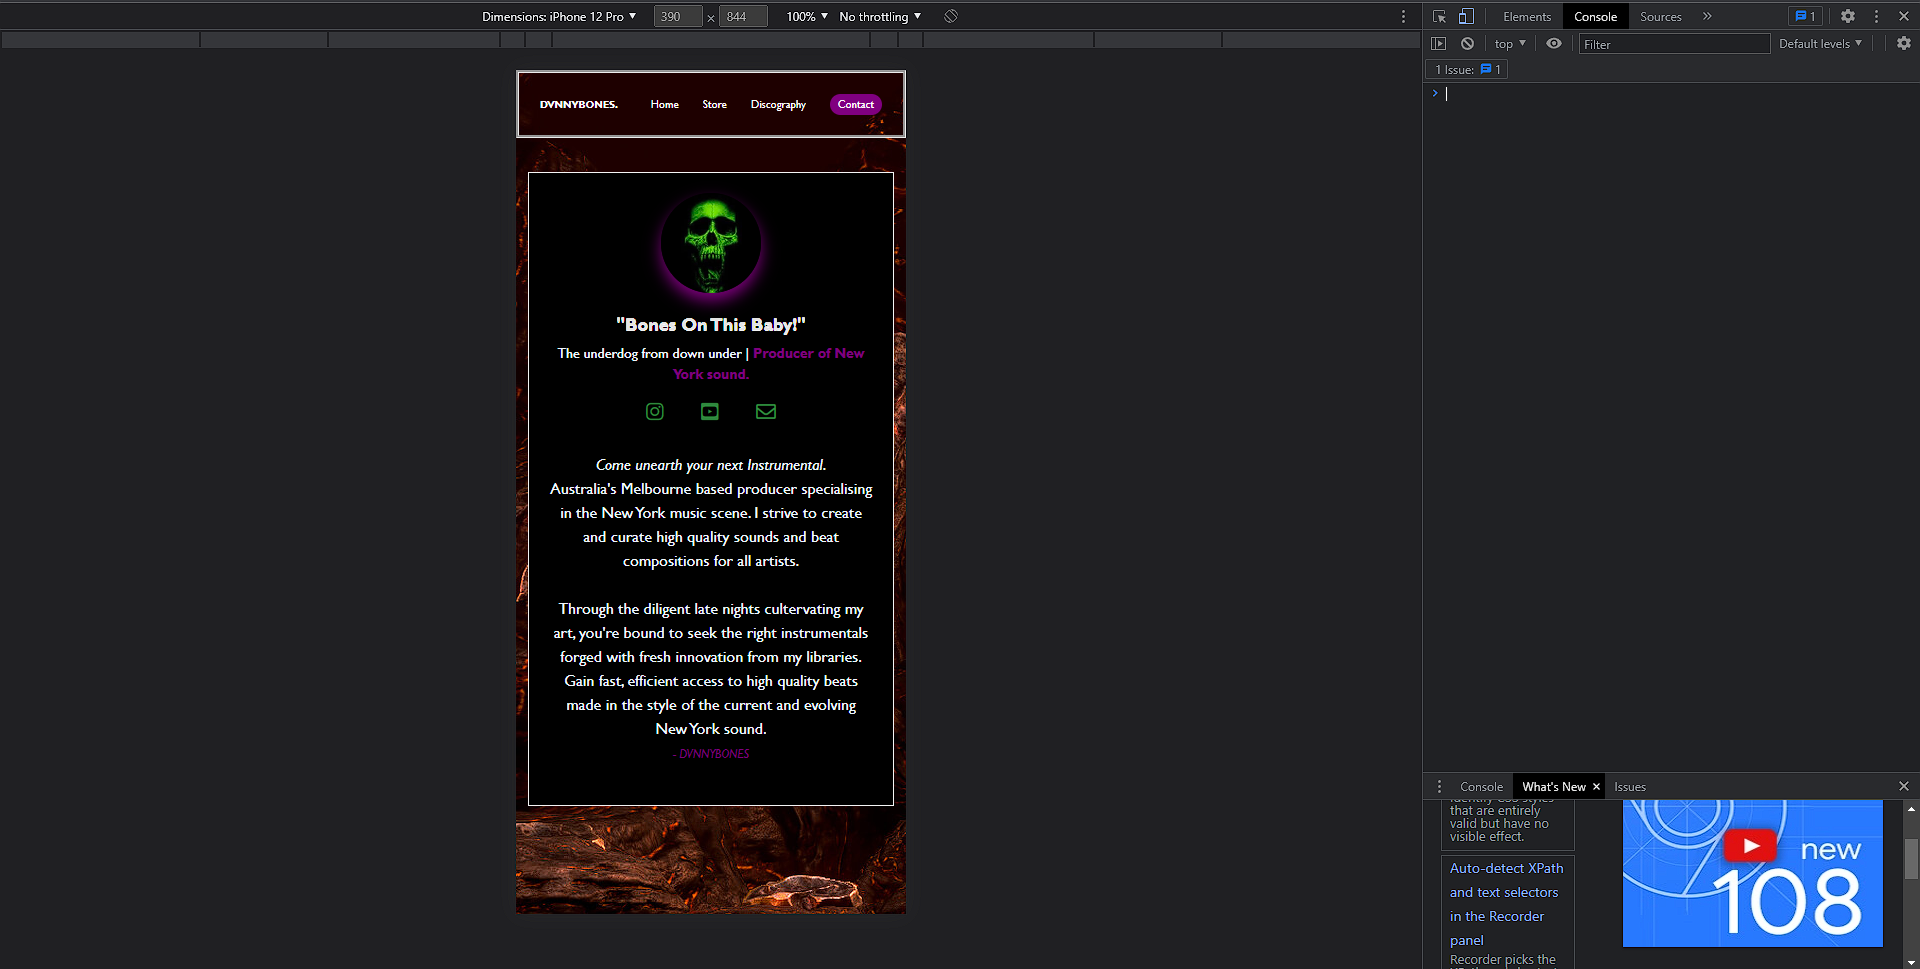 Dimensions: iPhone 12 Pro 390 × 844 100% No throttling
Elements Console Sources 1
top Filter Default levels
1 Issue: 1
DVNNYBONES. Home Store Discography Contact
"Bones On This Baby!"
The underdog from down under | Producer of New
York sound.
Come unearth your next Instrumental.
Australia's Melbourne based producer specialising
in the New York music scene. I strive to create
and curate high quality sounds and beat
compositions for all artists.
Through the diligent late nights cultervating my
art, you're bound to seek the right instrumentals
forged with fresh innovation from my libraries.
Gain fast, efficient access to high quality beats
made in the style of the current and evolving
New York sound.
- DVNNYBONES
Console What's New Issues
Identify CSS styles
that are entirely
valid but have no
visible effect.
Auto-detect XPath
and text selectors
in the Recorder
panel
Recorder picks the
new
108